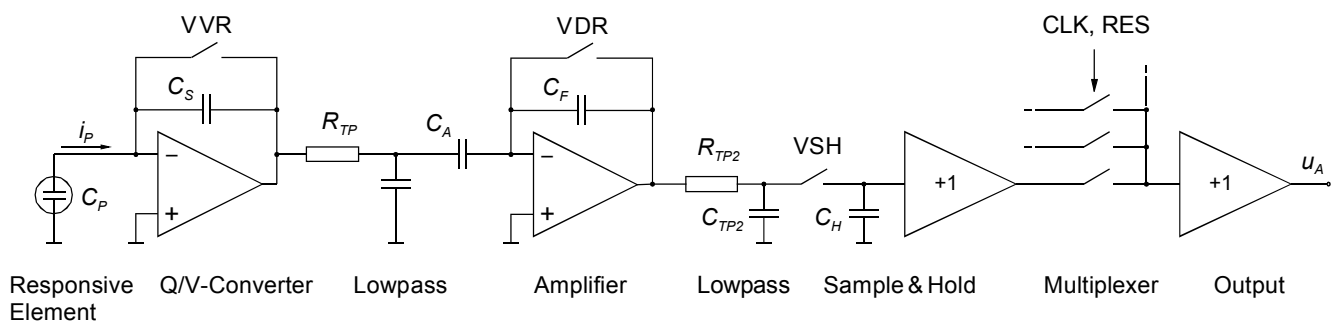 VVR
VDR
CLK, RES
C_S
C_F
i_P
R_TP
C_A
R_TP2
VSH
u_A
C_P
−
+
−
+
+1
+1
C_TP2
C_H
Responsive Element
Q/V-Converter
Lowpass
Amplifier
Lowpass
Sample & Hold
Multiplexer
Output